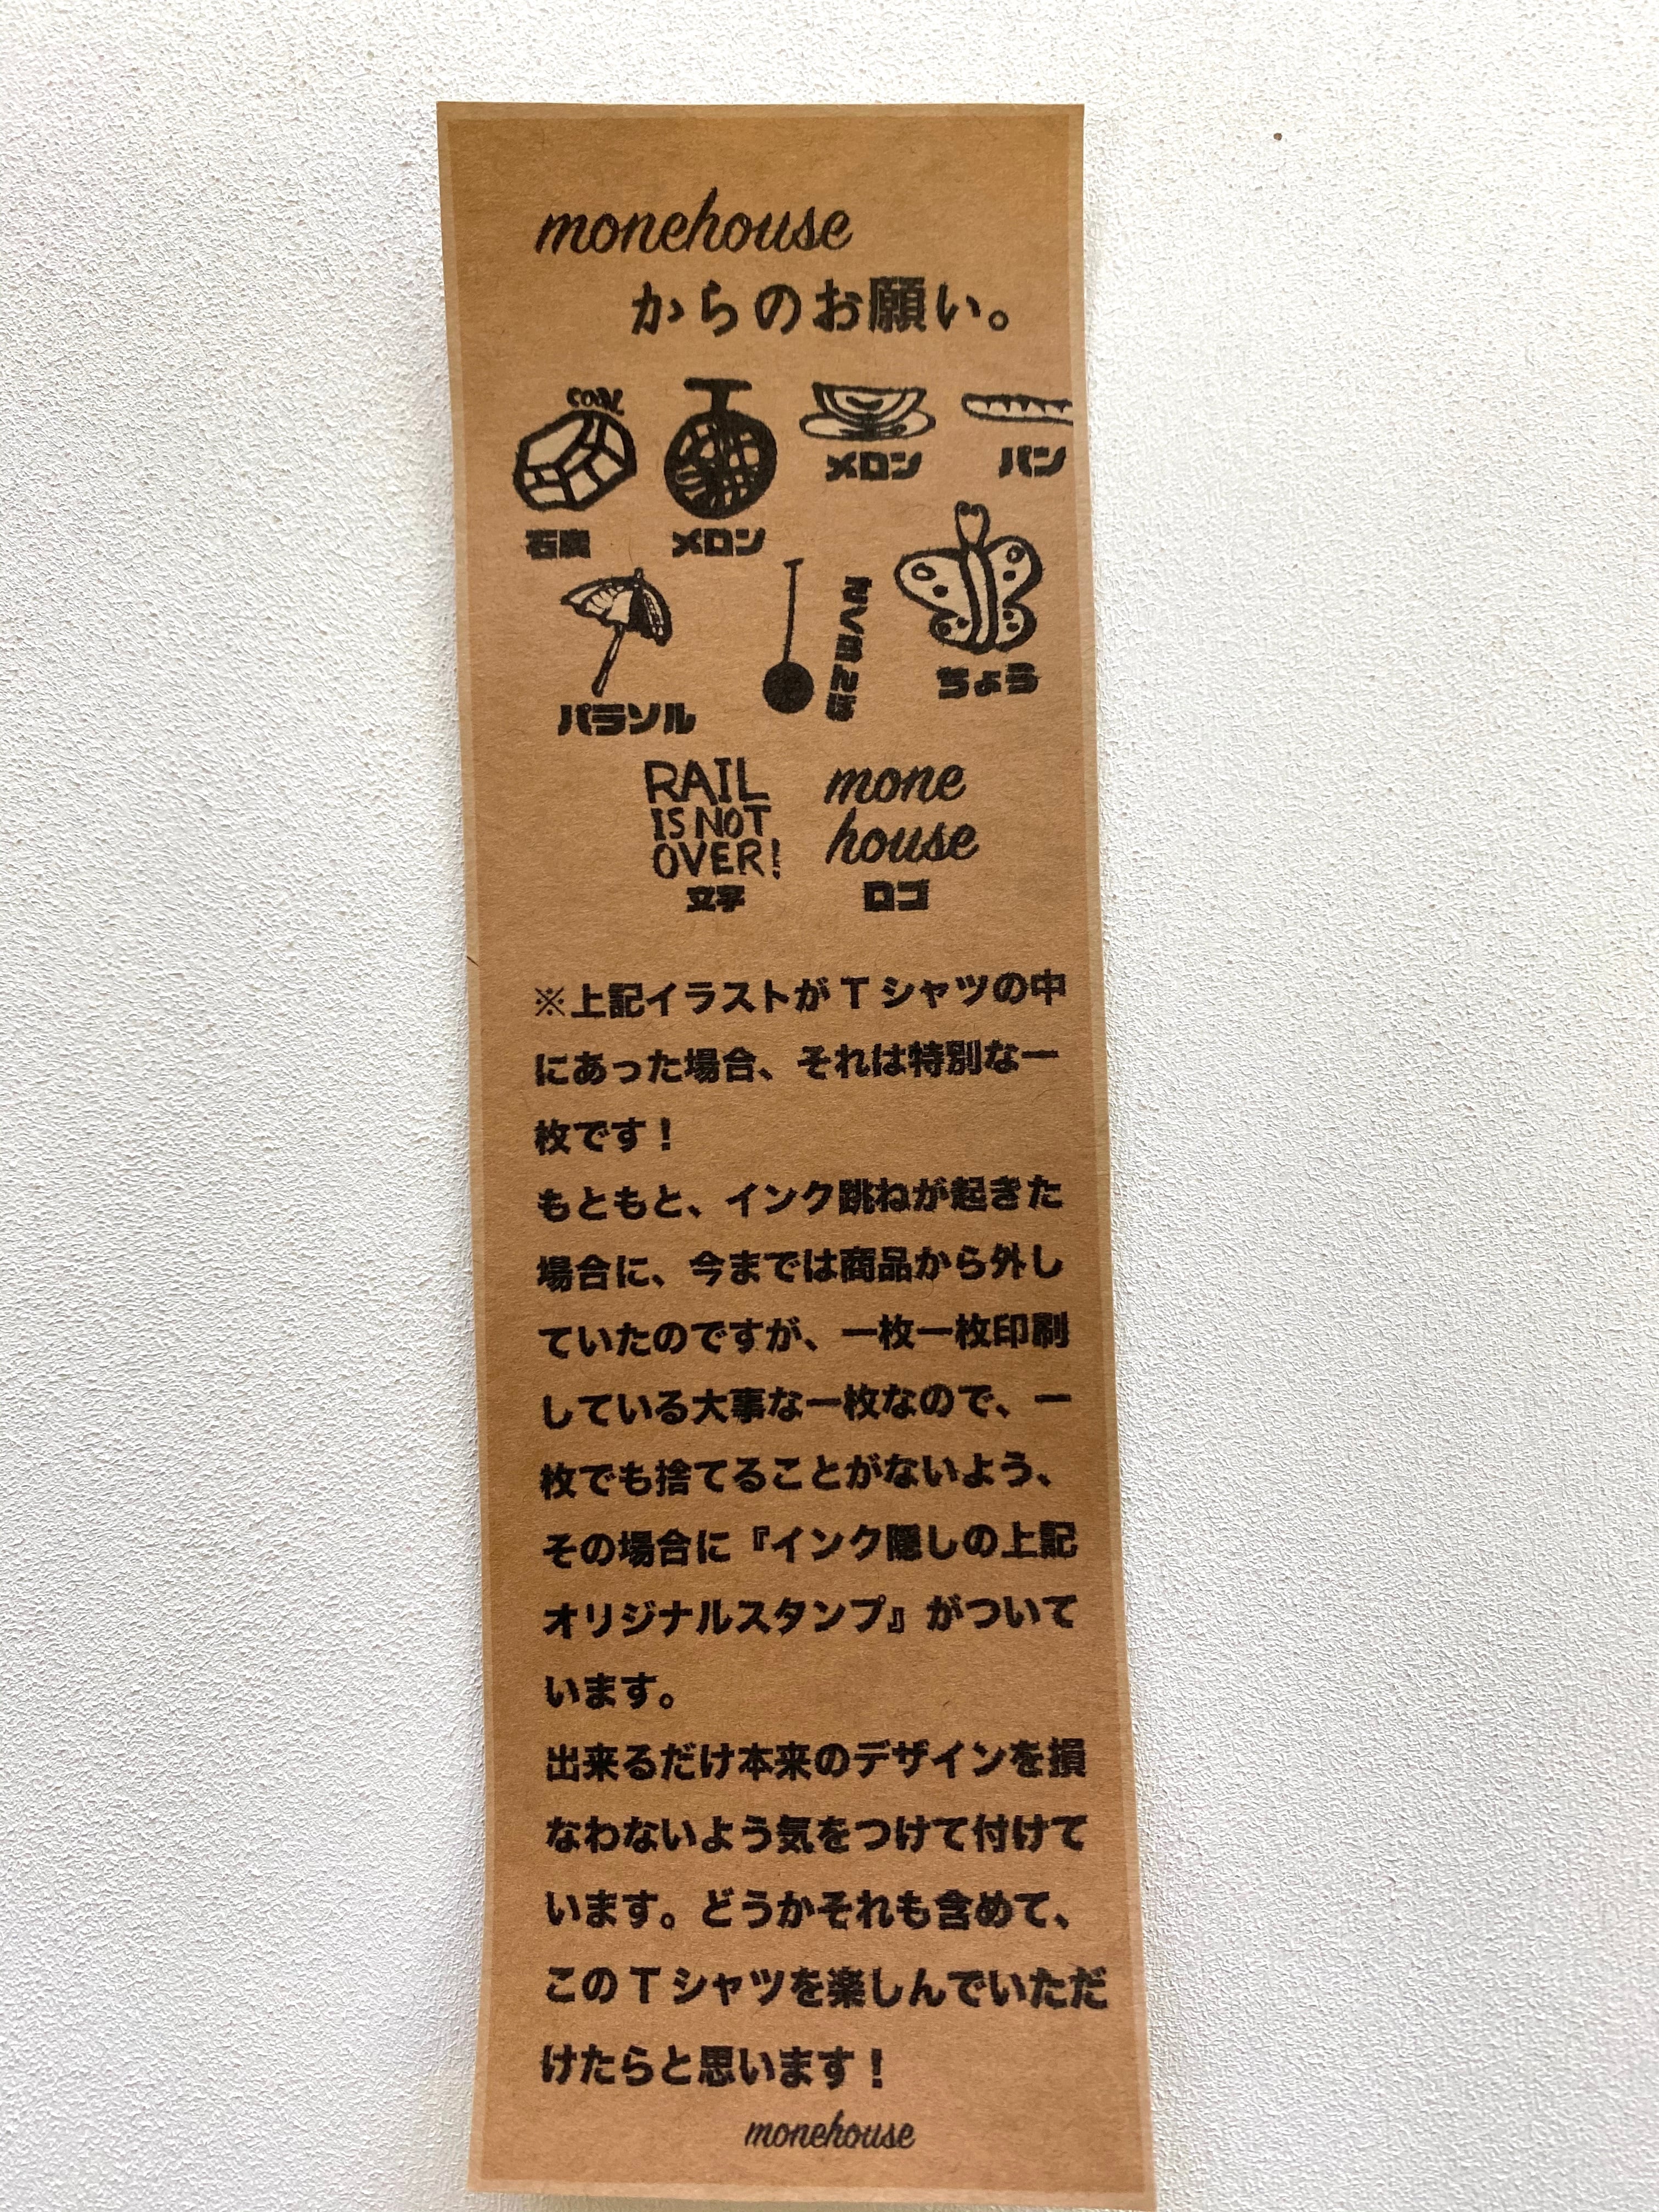 monehouse
からのお願い。
COAL
石炭
メロン
メロン
パン
パラソル
ちょう
RAIL
IS NOT
OVER!
文字
mone
house
ロゴ
※上記イラストがTシャツの中
にあった場合、それは特別な一
枚です！
もともと、インク跳ねが起きた
場合に、今までは商品から外し
ていたのですが、一枚一枚印刷
している大事な一枚なので、一
枚でも捨てることがないよう、
その場合に『インク隠しの上記
オリジナルスタンプ』がついて
います。
出来るだけ本来のデザインを損
なわないよう気をつけて付けて
います。どうかそれも含めて、
このTシャツを楽しんでいただ
けたらと思います！
monehouse